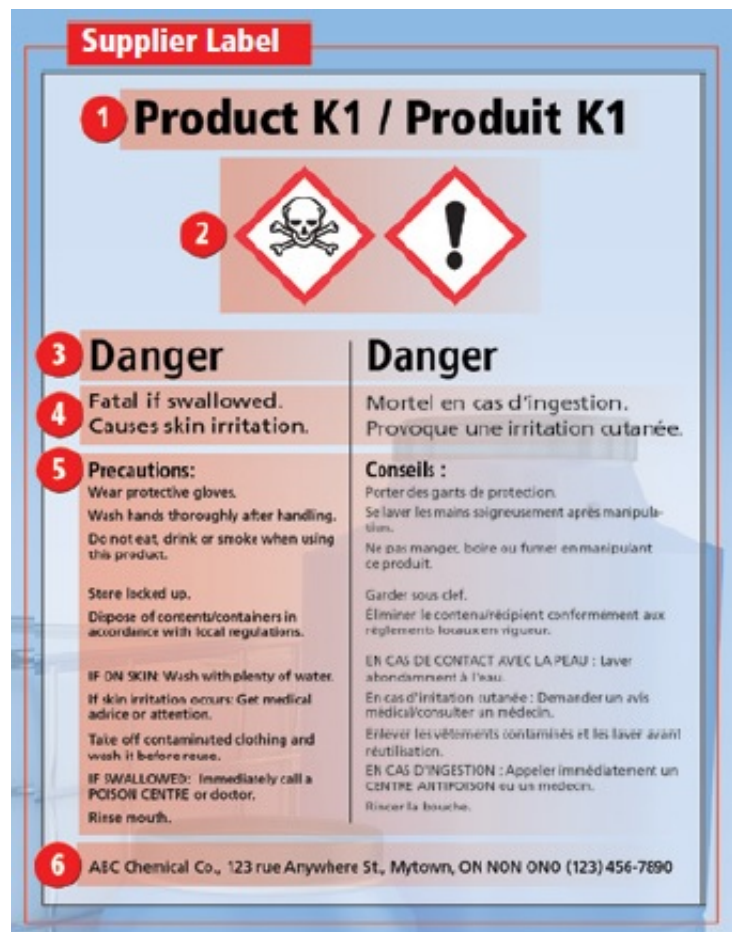 Supplier Label
1 Product K1 / Produit K1
2
3 Danger
Danger
4 Fatal if swallowed.
Causes skin irritation.
Mortel en cas d'ingestion.
Provoque une irritation cutanée.
5 Precautions:
Wear protective gloves.
Wash hands thoroughly after handling.
Do not eat, drink or smoke when using
this product.
Store locked up.
Dispose of contents/containers in
accordance with local regulations.
IF ON SKIN: Wash with plenty of water.
If skin irritation occurs: Get medical
advice or attention.
Take off contaminated clothing and
wash it before reuse.
IF SWALLOWED: Immediately call a
POISON CENTRE or doctor.
Rinse mouth.
Conseils :
Porter des gants de protection.
Se laver les mains soigneusement après manipula-
tion.
Ne pas manger, boire ou fumer en manipulant
ce produit.
Garder sous clef.
Éliminer le contenu/récipient conformément aux
règlements locaux en vigueur.
EN CAS DE CONTACT AVEC LA PEAU : Laver
abondamment à l'eau.
En cas d'irritation cutanée : Demander un avis
médical/consulter un médecin.
Enlever les vêtements contaminés et les laver avant
réutilisation.
EN CAS D'INGESTION : Appeler immédiatement un
CENTRE ANTIPOISON ou un médecin.
Rincer la bouche.
6 ABC Chemical Co., 123 rue Anywhere St., Mytown, ON N0N 0N0 (123) 456-7890